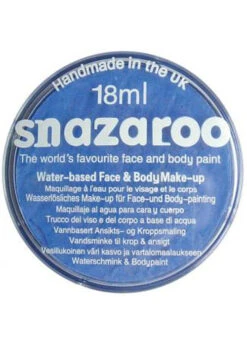 Handmade in the UK
18ml
snazaroo
The world's favourite face and body paint
Water-based Face & Body Make-up
Maquillage à l'eau pour le visage et le corps
Wasserlösliches Make-up für Face-und Body-painting
Maquillaje al agua para cara y cuerpo
Trucco del viso e del corpo a base di acqua
Vannbasert Ansikts- og Kroppsmaling
Vandsminke til krop & ansigt
Vesiliukoinen väri kasvo ja vartalomaalaukseen
Waterschmink & Bodypaint